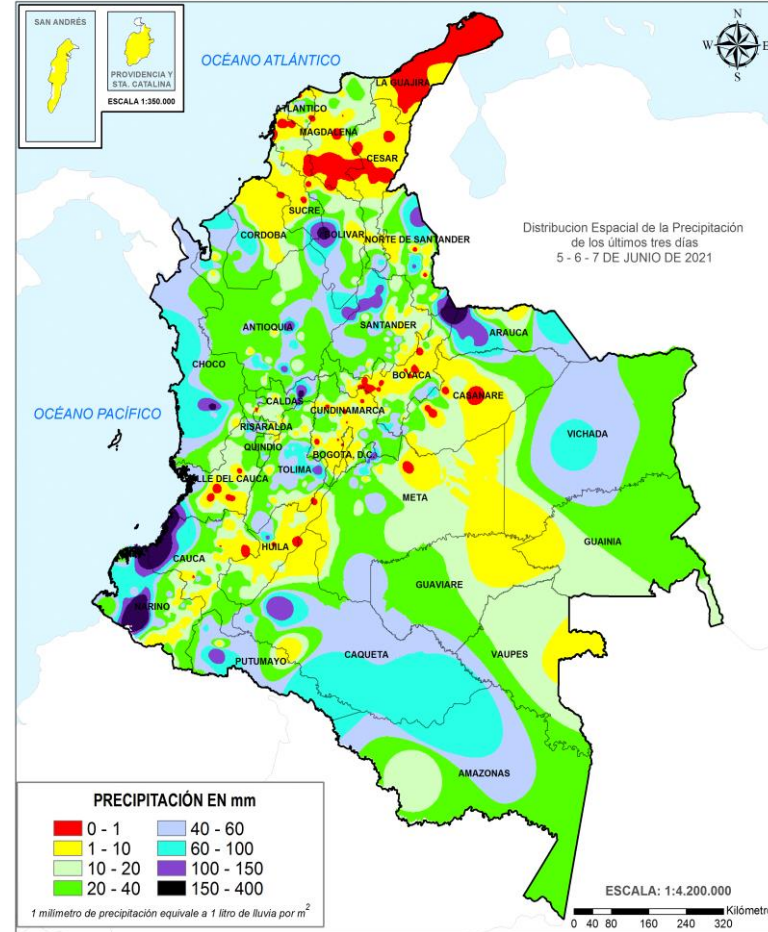 SAN ANDRÉS
PROVIDENCIA Y
STA. CATALINA
ESCALA 1:350.000
OCÉANO ATLÁNTICO
N
W
E
S
LA GUAJIRA
ATLANTICO
MAGDALENA
CESAR
SUCRE
CORDOBA
BOLIVAR
NORTE DE SANTANDER
Distribucion Espacial de la Precipitación
de los últimos tres días
5 - 6 - 7 DE JUNIO DE 2021
ANTIOQUIA
SANTANDER
ARAUCA
CHOCO
BOYACA
CASANARE
CALDAS
OCÉANO PACÍFICO
CUNDINAMARCA
RISARALDA
VICHADA
QUINDIO
BOGOTA, D.C.
TOLIMA
VALLE DEL CAUCA
META
GUAINIA
HUILA
CAUCA
GUAVIARE
NARIÑO
CAQUETA
VAUPES
PUTUMAYO
AMAZONAS
PRECIPITACIÓN EN mm
0 - 1
40 - 60
1 - 10
60 - 100
10 - 20
100 - 150
20 - 40
150 - 400
1 milímetro de precipitación equivale a 1 litro de lluvia por m²
ESCALA: 1:4.200.000
0 40 80 160 240 320 Kilómetro